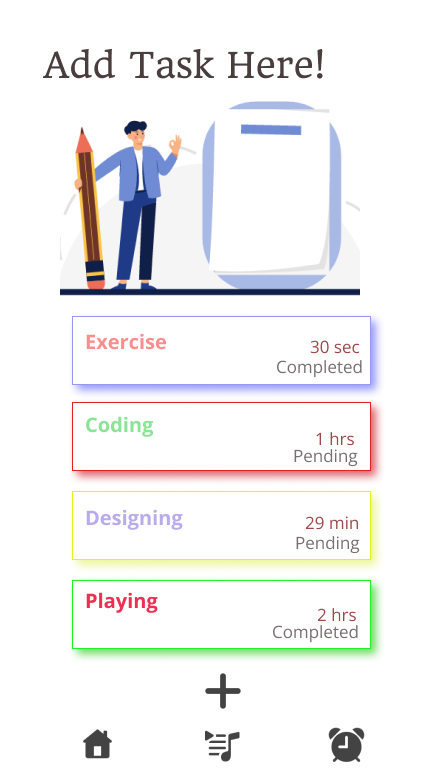 Add Task Here!
Exercise
30 sec
Completed
Coding
1 hrs
Pending
Designing
29 min
Pending
Playing
2 hrs
Completed